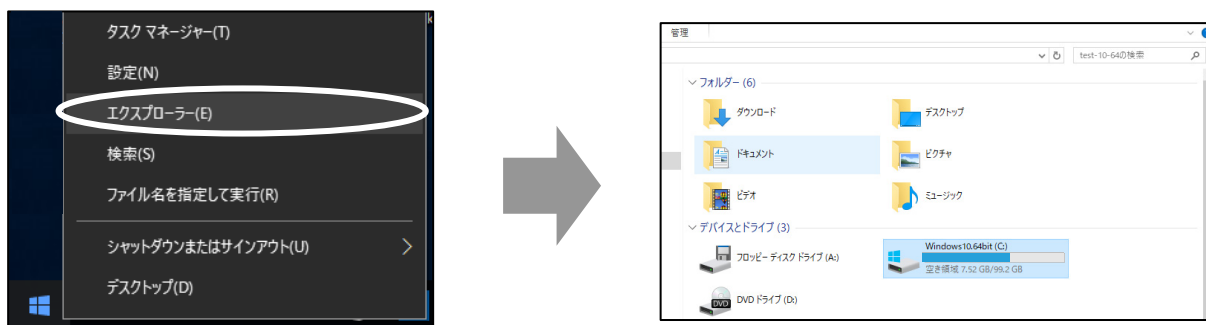 タスク マネージャー(T)
設定(N)
エクスプローラー(E)
検索(S)
ファイル名を指定して実行(R)
シャットダウンまたはサインアウト(U)
デスクトップ(D)
k
管理
test-10-64の検索
フォルダー (6)
ダウンロード
デスクトップ
ドキュメント
ピクチャ
ビデオ
ミュージック
デバイスとドライブ (3)
フロッピー ディスク ドライブ (A:)
Windows10.64bit (C:)
空き領域 7.52 GB/99.2 GB
DVD
DVD ドライブ (D:)